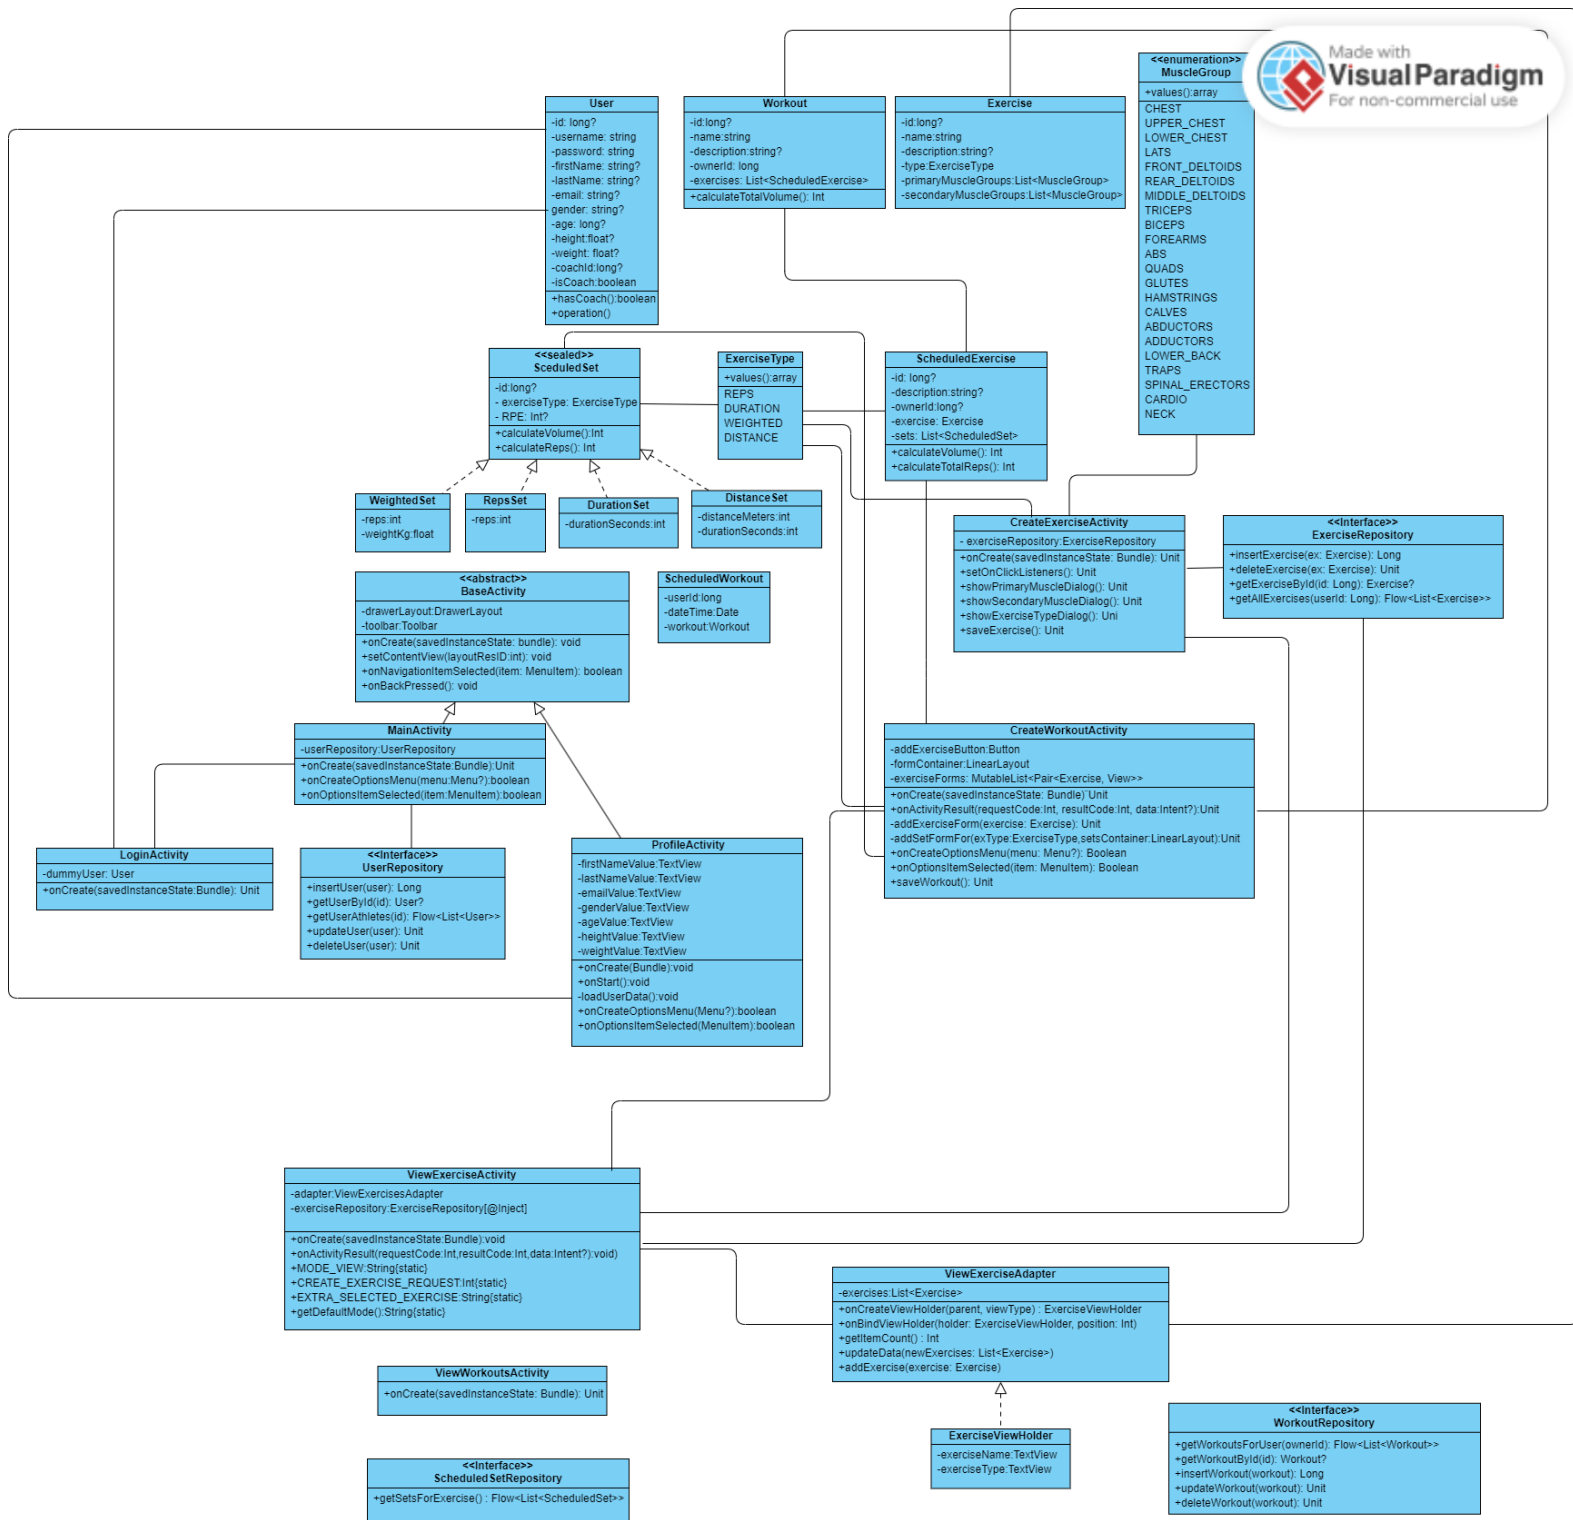 Made with
Visual Paradigm
For non-commercial use
User
-id: long?
-username: string
-password: string
-firstName: string?
-lastName: string?
-email: string?
gender: string?
-age: long?
-height:float?
-weight: float?
-coachId:long?
-isCoach:boolean
+hasCoach():boolean
+operation()
Workout
-id:long?
-name:string
-description:string?
-ownerId: long
-exercises: List<ScheduledExercise>
+calculateTotalVolume(): Int
Exercise
-id:long?
-name:string
-description:string?
-type:ExerciseType
-primaryMuscleGroups:List<MuscleGroup>
-secondaryMuscleGroups:List<MuscleGroup>
<<enumeration>>
MuscleGroup
+values():array
CHEST
UPPER_CHEST
LOWER_CHEST
LATS
FRONT_DELTOIDS
REAR_DELTOIDS
MIDDLE_DELTOIDS
TRICEPS
BICEPS
FOREARMS
ABS
QUADS
GLUTES
HAMSTRINGS
CALVES
ABDUCTORS
ADDUCTORS
LOWER_BACK
TRAPS
SPINAL_ERECTORS
CARDIO
NECK
<<sealed>>
SceduledSet
-id:long?
- exerciseType: ExerciseType
- RPE: Int?
+calculateVolume():Int
+calculateReps(): Int
ExerciseType
+values():array
REPS
DURATION
WEIGHTED
DISTANCE
ScheduledExercise
-id: long?
-description:string?
-ownerId:long?
-exercise: Exercise
-sets: List<ScheduledSet>
+calculateVolume(): Int
+calculateTotalReps(): Int
WeightedSet
-reps:int
-weightKg:float
RepsSet
-reps:int
DurationSet
-durationSeconds:int
DistanceSet
-distanceMeters:int
-durationSeconds:int
CreateExerciseActivity
- exerciseRepository:ExerciseRepository
+onCreate(savedInstanceState: Bundle): Unit
+setOnClickListeners(): Unit
+showPrimaryMuscleDialog(): Unit
+showSecondaryMuscleDialog(): Unit
+showExerciseTypeDialog(): Uni
+saveExercise(): Unit
<<Interface>>
ExerciseRepository
+insertExercise(ex: Exercise): Long
+deleteExercise(ex: Exercise): Unit
+getExerciseById(id: Long): Exercise?
+getAllExercises(userId: Long): Flow<List<Exercise>>
<<abstract>>
BaseActivity
-drawerLayout:DrawerLayout
-toolbar:Toolbar
+onCreate(savedInstanceState: bundle): void
+setContentView(layoutResID:int): void
+onNavigationItemSelected(item: MenuItem): boolean
+onBackPressed(): void
ScheduledWorkout
-userId:long
-dateTime:Date
-workout:Workout
MainActivity
-userRepository:UserRepository
+onCreate(savedInstanceState:Bundle):Unit
+onCreateOptionsMenu(menu:Menu?):boolean
+onOptionsItemSelected(item:MenuItem):boolean
CreateWorkoutActivity
-addExerciseButton:Button
-formContainer:LinearLayout
-exerciseForms: MutableList<Pair<Exercise, View>>
+onCreate(savedInstanceState: Bundle)¨Unit
+onActivityResult(requestCode:Int, resultCode:Int, data:Intent?):Unit
-addExerciseForm(exercise: Exercise): Unit
-addSetFormFor(exType:ExerciseType,setsContainer:LinearLayout):Unit
+onCreateOptionsMenu(menu: Menu?): Boolean
+onOptionsItemSelected(item: MenuItem): Boolean
+saveWorkout(): Unit
LoginActivity
-dummyUser: User
+onCreate(savedInstanceState:Bundle): Unit
<<Interface>>
UserRepository
+insertUser(user): Long
+getUserById(id): User?
+getUserAthletes(id): Flow<List<User>>
+updateUser(user): Unit
+deleteUser(user): Unit
ProfileActivity
-firstNameValue:TextView
-lastNameValue:TextView
-emailValue:TextView
-genderValue:TextView
-ageValue:TextView
-heightValue:TextView
-weightValue:TextView
+onCreate(Bundle):void
+onStart():void
-loadUserData():void
+onCreateOptionsMenu(Menu?):boolean
+onOptionsItemSelected(MenuItem):boolean
ViewExerciseActivity
-adapter:ViewExercisesAdapter
-exerciseRepository:ExerciseRepository[@Inject]
+onCreate(savedInstanceState:Bundle):void
+onActivityResult(requestCode:Int,resultCode:Int,data:Intent?):void)
+MODE_VIEW:String{static}
+CREATE_EXERCISE_REQUEST:Int{static}
+EXTRA_SELECTED_EXERCISE:String{static}
+getDefaultMode():String{static}
ViewExerciseAdapter
-exercises:List<Exercise>
+onCreateViewHolder(parent, viewType) : ExerciseViewHolder
+onBindViewHolder(holder: ExerciseViewHolder, position: Int)
+getItemCount() : Int
+updateData(newExercises: List<Exercise>)
+addExercise(exercise: Exercise)
ViewWorkoutsActivity
+onCreate(savedInstanceState: Bundle): Unit
ExerciseViewHolder
-exerciseName:TextView
-exerciseType:TextView
<<Interface>>
WorkoutRepository
+getWorkoutsForUser(ownerId): Flow<List<Workout>>
+getWorkoutById(id): Workout?
+insertWorkout(workout): Long
+updateWorkout(workout): Unit
+deleteWorkout(workout): Unit
<<Interface>>
ScheduledSetRepository
+getSetsForExercise() : Flow<List<ScheduledSet>>